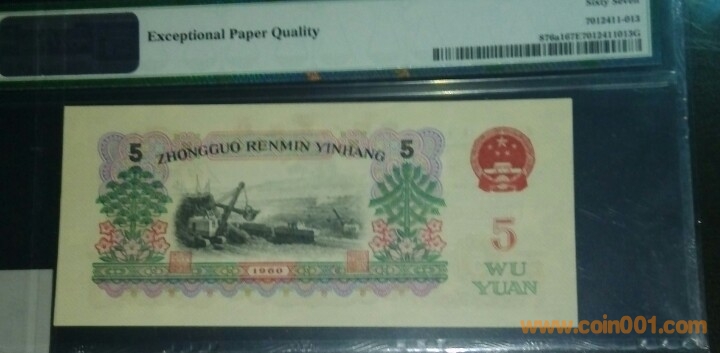 Sixty Seven
Exceptional Paper Quality
7012411-013
876a167E7012411013G
5 ZHONGGUO RENMIN YINHANG 5
5
WU
YUAN
1960
www.coin001.com